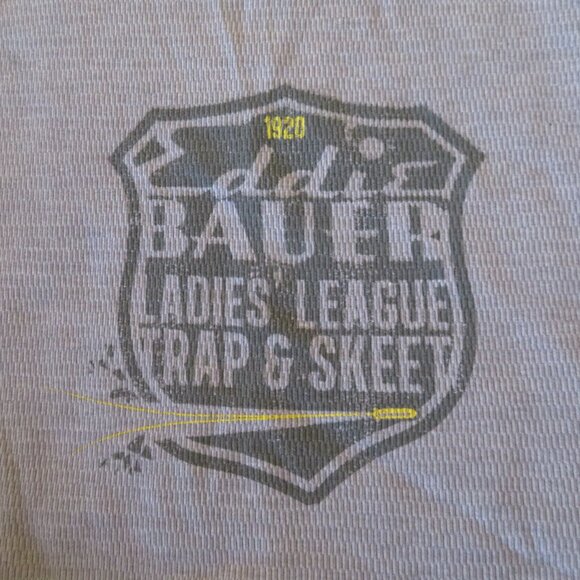 1920
Eddie
BAUER
LADIES' LEAGUE
TRAP & SKEET